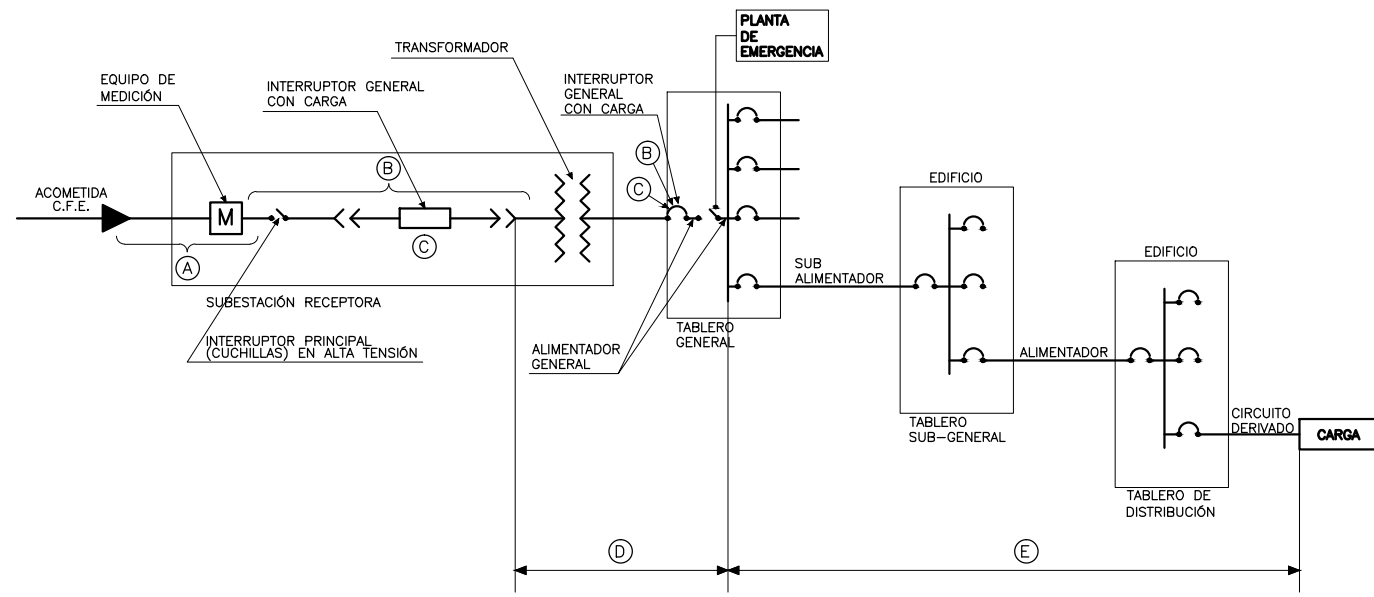 PLANTA
DE
EMERGENCIA
TRANSFORMADOR
EQUIPO DE
MEDICIÓN
INTERRUPTOR GENERAL
CON CARGA
INTERRUPTOR
GENERAL
CON CARGA
B
C
B
ACOMETIDA
C.F.E.
M
C
A
SUBESTACIÓN RECEPTORA
INTERRUPTOR PRINCIPAL
(CUCHILLAS) EN ALTA TENSIÓN
ALIMENTADOR
GENERAL
TABLERO
GENERAL
SUB
ALIMENTADOR
EDIFICIO
TABLERO
SUB-GENERAL
ALIMENTADOR
EDIFICIO
CIRCUITO
DERIVADO
CARGA
TABLERO DE
DISTRIBUCIÓN
D
E